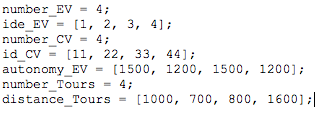 number_EV = 4;
ide_EV = [1, 2, 3, 4];
number_CV = 4;
id_CV = [11, 22, 33, 44];
autonomy_EV = [1500, 1200, 1500, 1200];
number_Tours = 4;
distance_Tours = [1000, 700, 800, 1600];